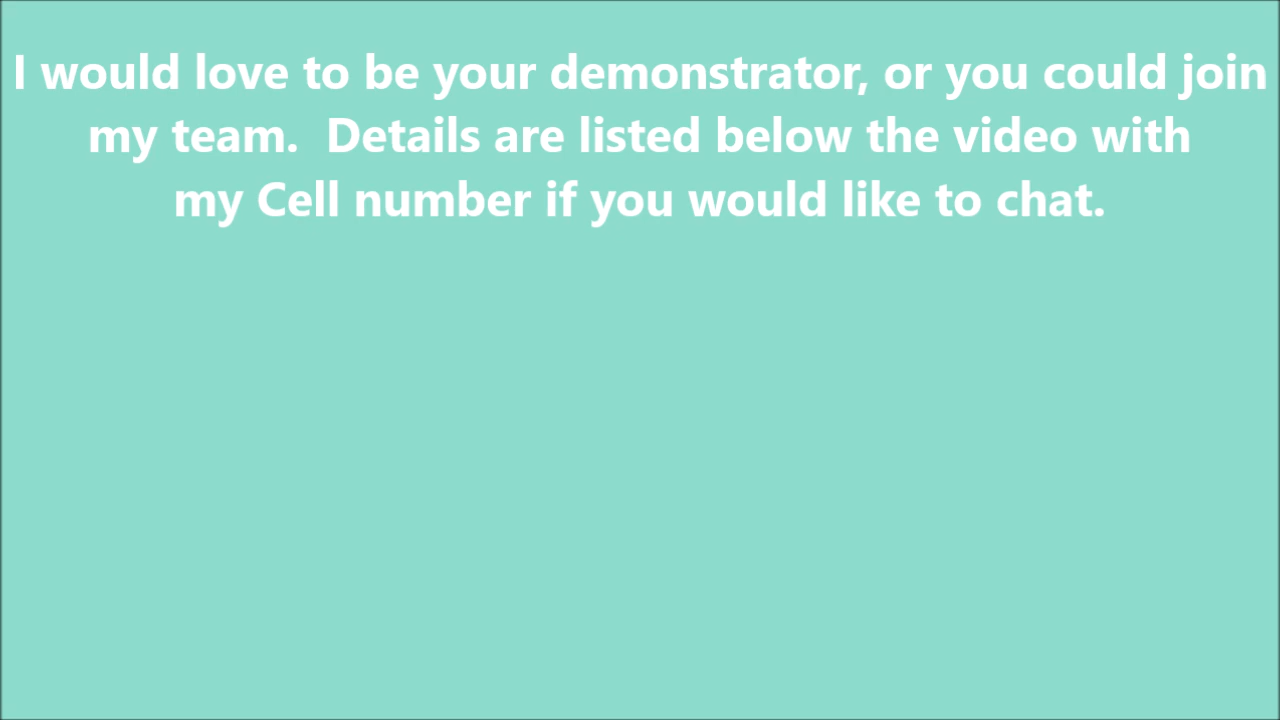 I would love to be your demonstrator, or you could join
my team.  Details are listed below the video with
my Cell number if you would like to chat.